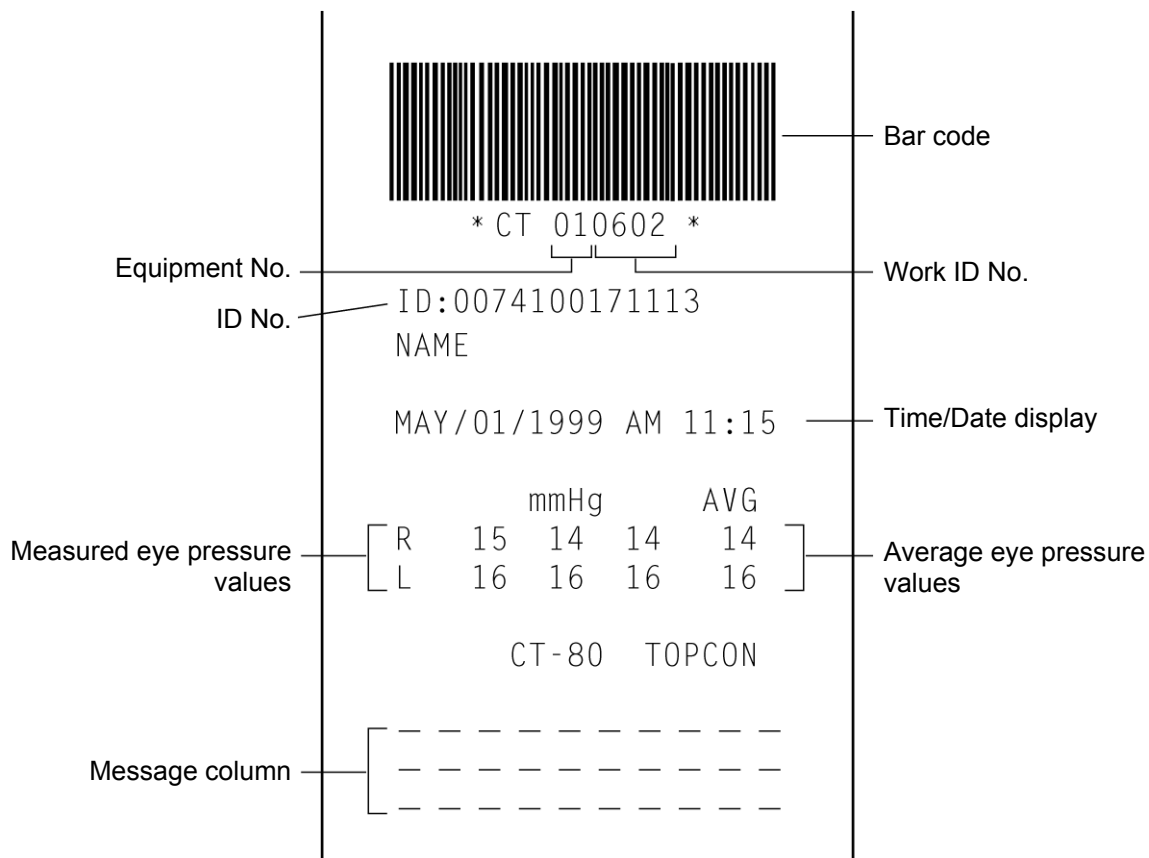 Bar code
* CT 010602 *
Equipment No.
Work ID No.
ID No.
ID:0074100171113
NAME
MAY/01/1999 AM 11:15
Time/Date display
mmHg AVG
Measured eye pressure
values
R 15 14 14 14
L 16 16 16 16
Average eye pressure
values
CT-80 TOPCON
Message column